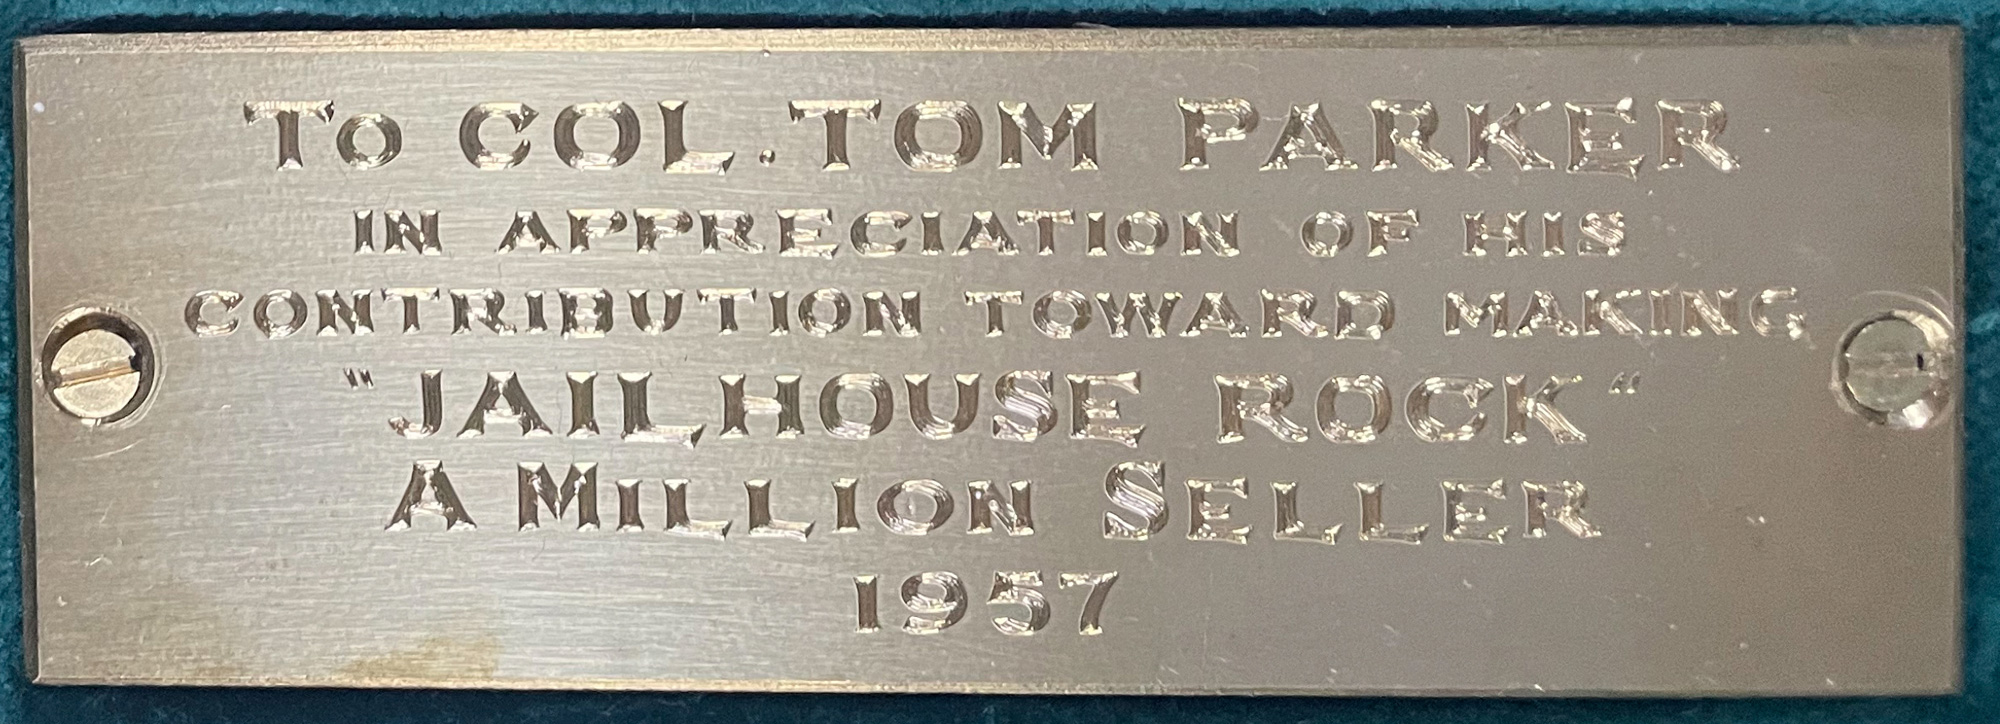 To COL. TOM PARKER
IN APPRECIATION OF HIS
CONTRIBUTION TOWARD MAKING
"JAILHOUSE ROCK"
A MILLION SELLER
1957